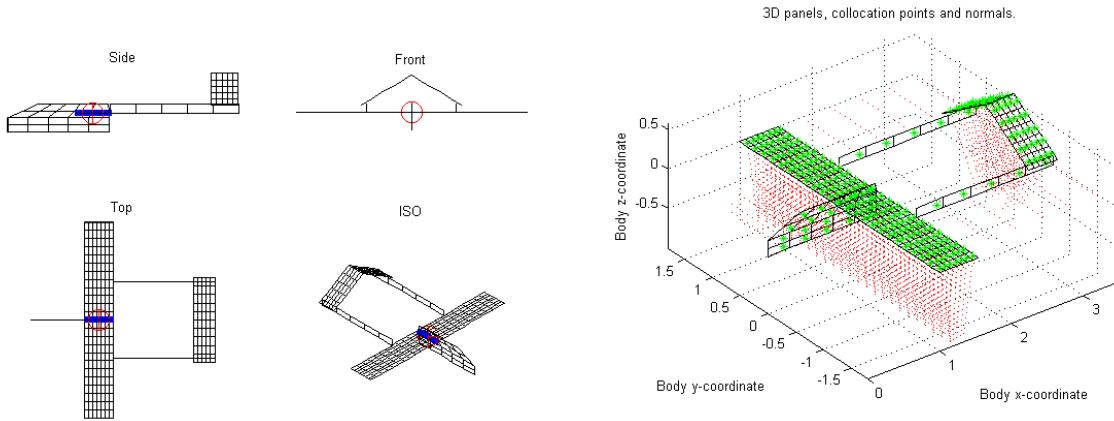 Side
Front
Top
ISO
3D panels, collocation points and normals.
Body z-coordinate
0.5
0
-0.5
1.5
1
0.5
0
-0.5
-1
-1.5
Body y-coordinate
0
1
2
3
Body x-coordinate